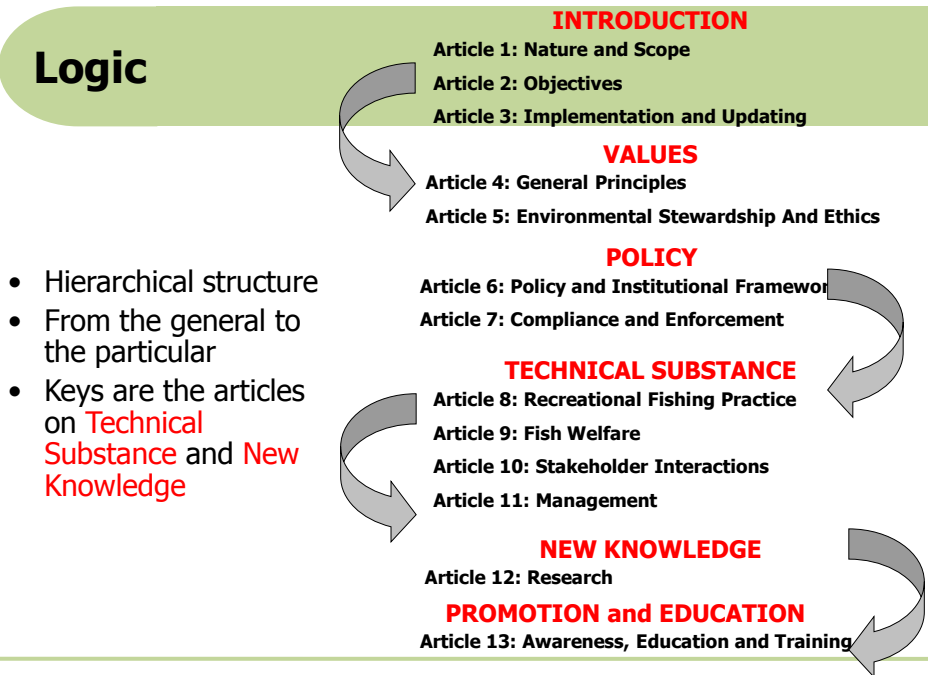 Logic
• Hierarchical structure
• From the general to
the particular
• Keys are the articles
on Technical
Substance and New
Knowledge
INTRODUCTION
Article 1: Nature and Scope
Article 2: Objectives
Article 3: Implementation and Updating
VALUES
Article 4: General Principles
Article 5: Environmental Stewardship And Ethics
POLICY
Article 6: Policy and Institutional Framewor
Article 7: Compliance and Enforcement
TECHNICAL SUBSTANCE
Article 8: Recreational Fishing Practice
Article 9: Fish Welfare
Article 10: Stakeholder Interactions
Article 11: Management
NEW KNOWLEDGE
Article 12: Research
PROMOTION and EDUCATION
Article 13: Awareness, Education and Training